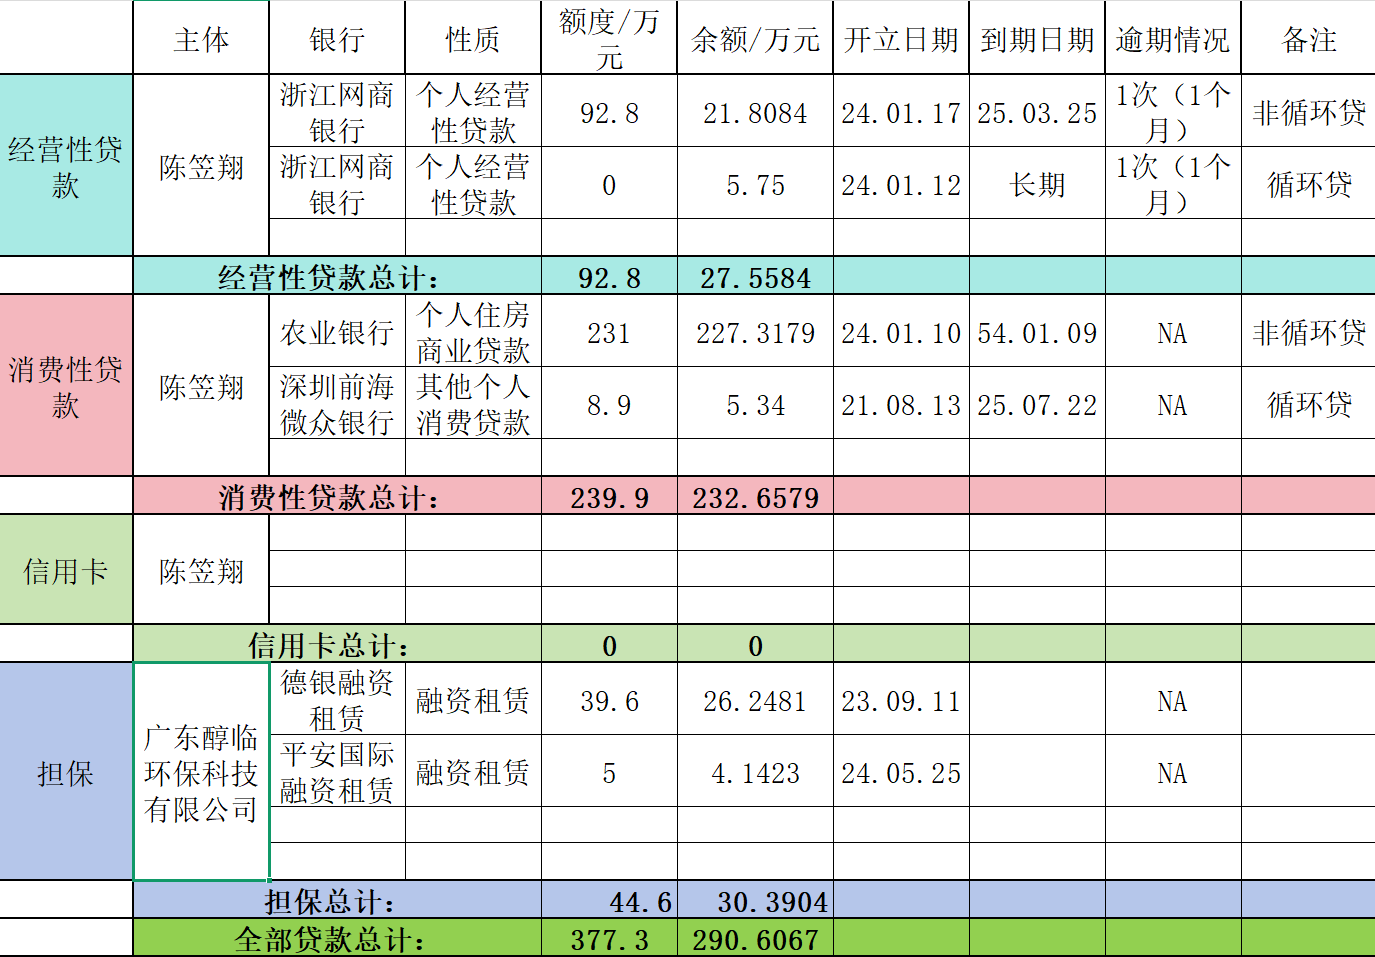 主体 银行 性质 额度/万元 余额/万元 开立日期 到期日期 逾期情况 备注
经营性贷款 陈笠翔 浙江网商银行 个人经营性贷款 92.8 21.8084 24.01.17 25.03.25 1次（1个月） 非循环贷
浙江网商银行 个人经营性贷款 0 5.75 24.01.12 长期 1次（1个月） 循环贷
经营性贷款总计： 92.8 27.5584
消费性贷款 陈笠翔 农业银行 个人住房商业贷款 231 227.3179 24.01.10 54.01.09 NA 非循环贷
深圳前海微众银行 其他个人消费贷款 8.9 5.34 21.08.13 25.07.22 NA 循环贷
消费性贷款总计： 239.9 232.6579
信用卡 陈笠翔
信用卡总计： 0 0
担保 广东醇临环保科技有限公司 德银融资租赁 融资租赁 39.6 26.2481 23.09.11 NA
平安国际融资租赁 融资租赁 5 4.1423 24.05.25 NA
担保总计： 44.6 30.3904
全部贷款总计： 377.3 290.6067